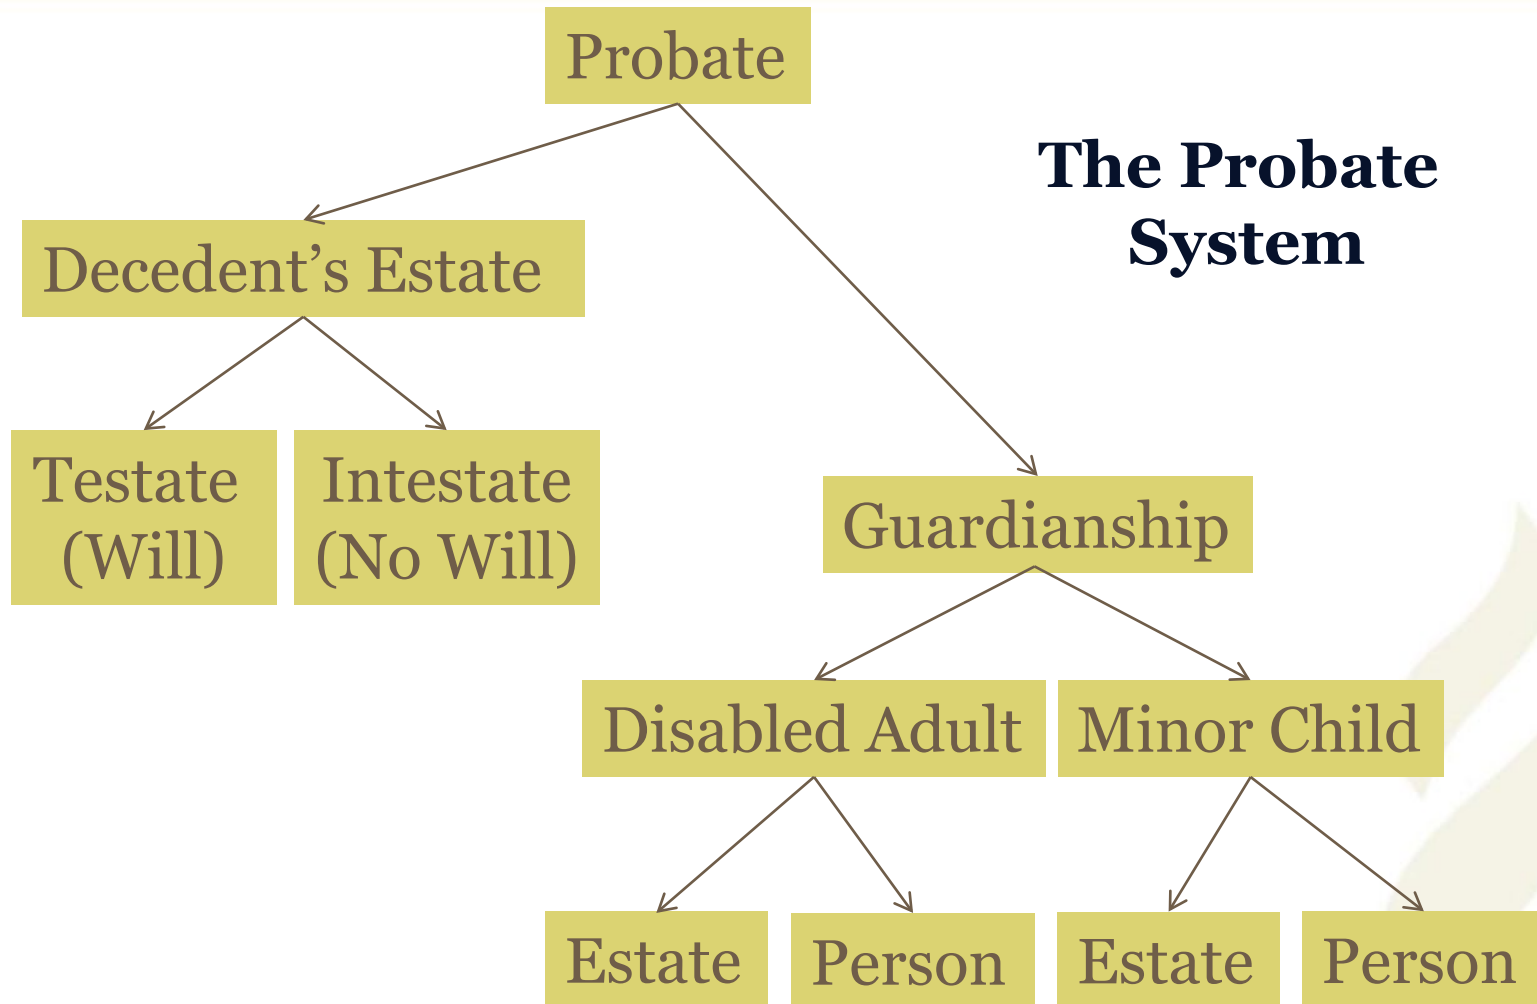 Probate
The Probate
System
Decedent’s Estate
Testate
(Will)
Intestate
(No Will)
Guardianship
Disabled Adult
Minor Child
Estate
Person
Estate
Person